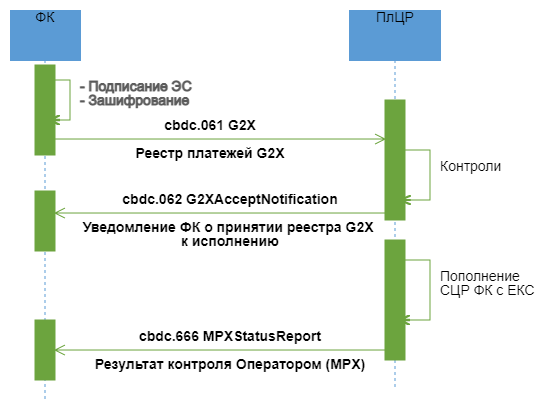 ФК
ПлЦР
- Подписание ЭС
- Зашифрование
cbdc.061 G2X
Реестр платежей G2X
Контроли
cbdc.062 G2XAcceptNotification
Уведомление ФК о принятии реестра G2X
к исполнению
Пополнение
СЦР ФК с ЕКС
cbdc.666 MPXStatusReport
Результат контроля Оператором (MPX)